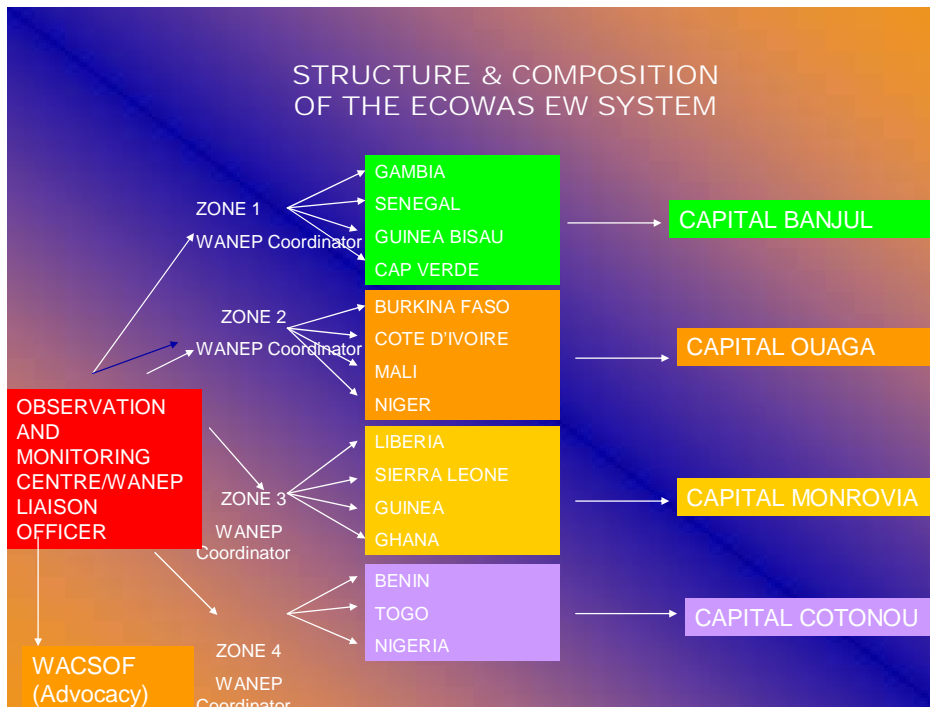 STRUCTURE & COMPOSITION
OF THE ECOWAS EW SYSTEM
OBSERVATION
AND
MONITORING
CENTRE/WANEP
LIAISON
OFFICER
WACSOF
(Advocacy)
ZONE 1
WANEP Coordinator
GAMBIA
SENEGAL
GUINEA BISAU
CAP VERDE
CAPITAL BANJUL
ZONE 2
WANEP Coordinator
BURKINA FASO
COTE D'IVOIRE
MALI
NIGER
CAPITAL OUAGA
ZONE 3
WANEP
Coordinator
LIBERIA
SIERRA LEONE
GUINEA
GHANA
CAPITAL MONROVIA
ZONE 4
WANEP
Coordinator
BENIN
TOGO
NIGERIA
CAPITAL COTONOU